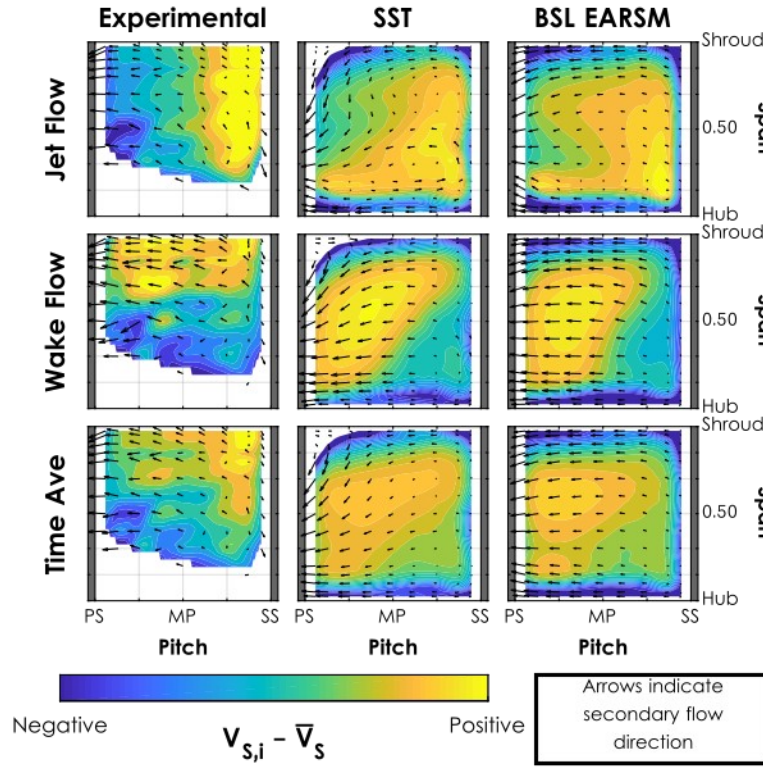 Experimental SST BSL EARSM
Jet Flow
Shroud
0.50
span
Hub
Wake Flow
Shroud
0.50
span
Hub
Time Ave
Shroud
0.50
span
Hub
PS MP SS PS MP SS PS MP SS
Pitch Pitch Pitch
Negative Positive
V_S,i - V̅_S
Arrows indicate
secondary flow
direction